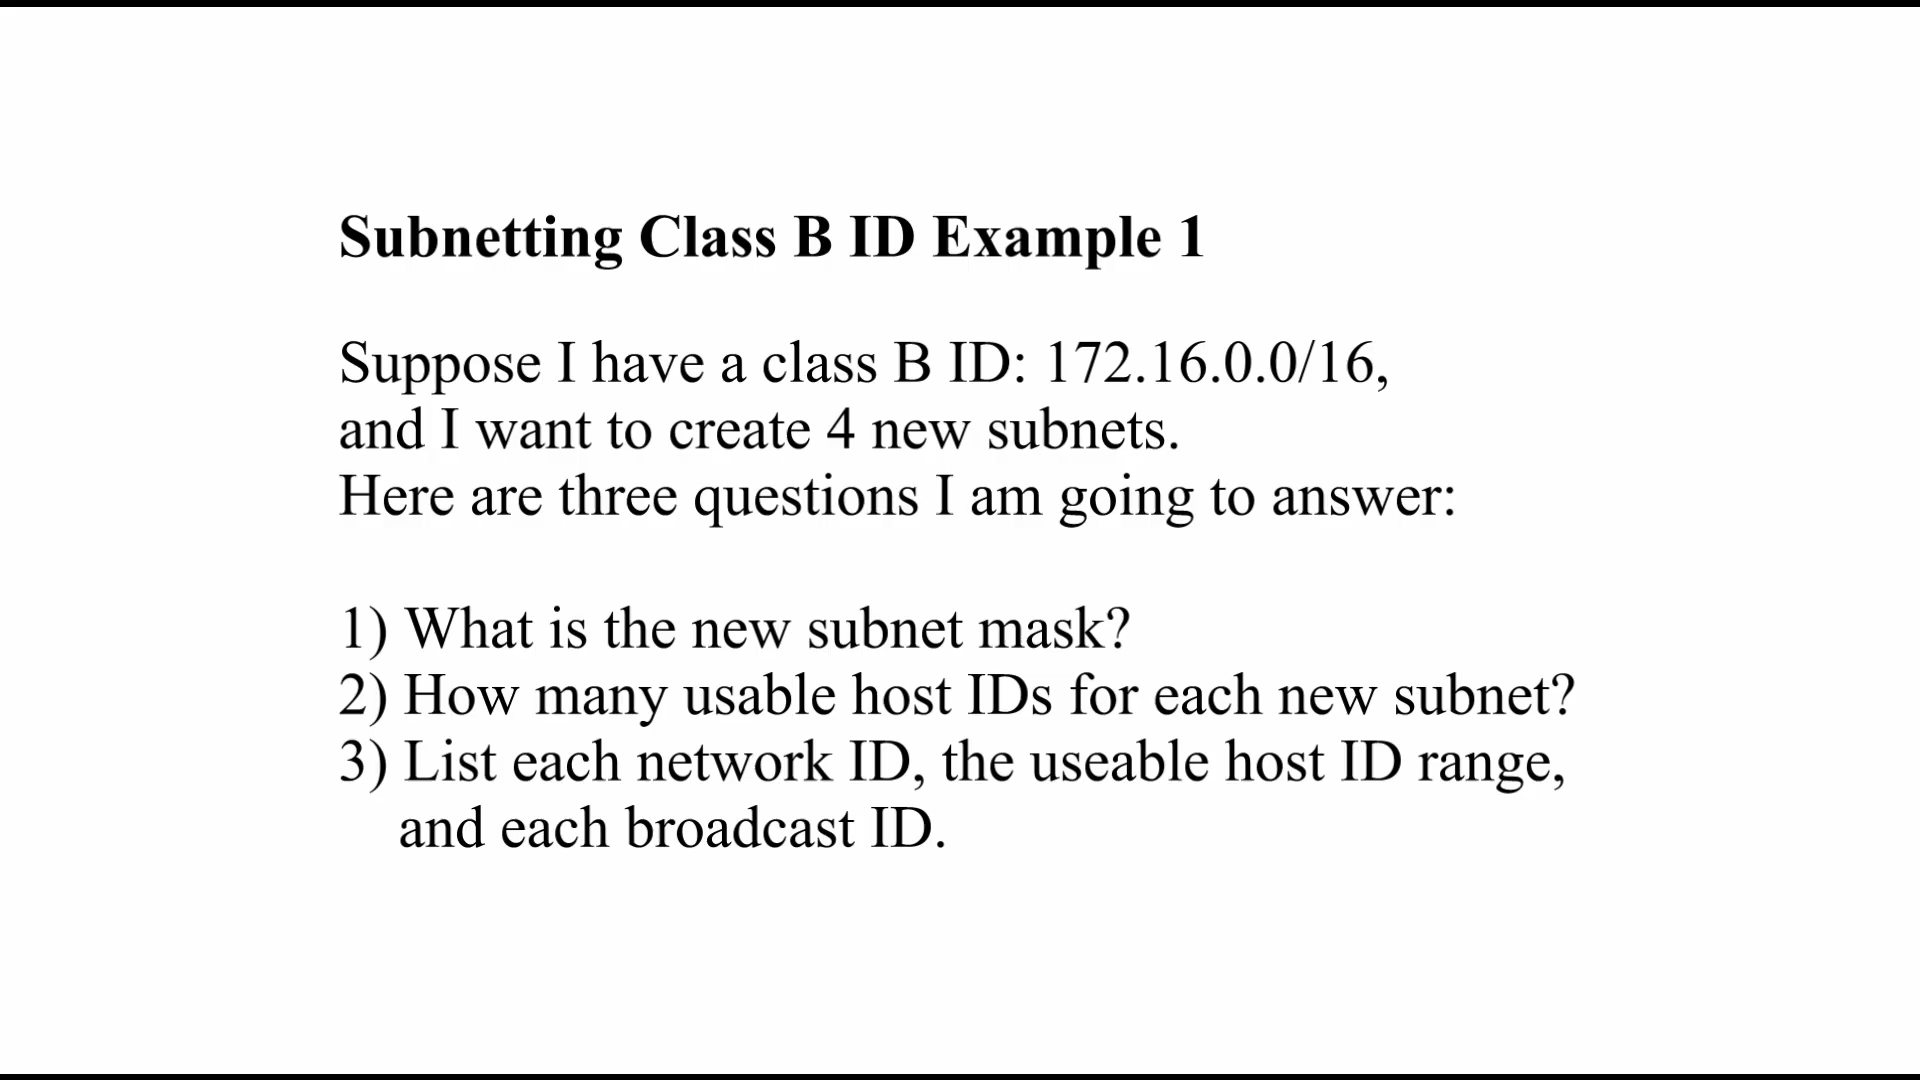 Subnetting Class B ID Example 1
Suppose I have a class B ID: 172.16.0.0/16,
and I want to create 4 new subnets.
Here are three questions I am going to answer:
1) What is the new subnet mask?
2) How many usable host IDs for each new subnet?
3) List each network ID, the useable host ID range,
and each broadcast ID.